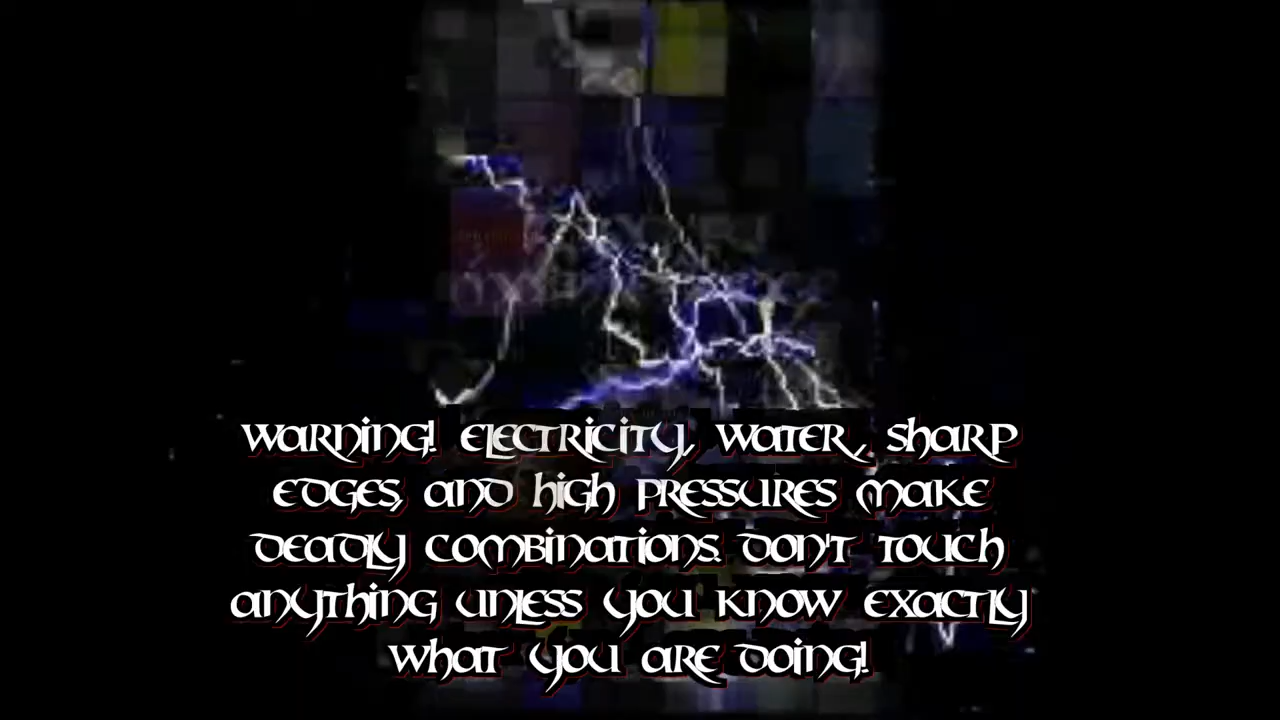 WARNING! ELECTRICITY, WATER, SHARP
EDGES, AND HIGH PRESSURES MAKE
DEADLY COMBINATIONS. DON'T TOUCH
ANYTHING UNLESS YOU KNOW EXACTLY
WHAT YOU ARE DOING!